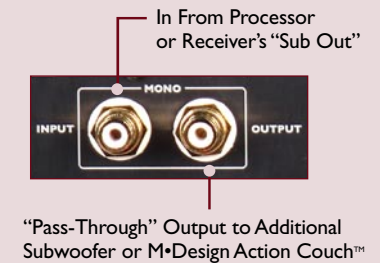 In From Processor
or Receiver's “Sub Out”
MONO
INPUT
OUTPUT
“Pass-Through” Output to Additional
Subwoofer or M•Design Action Couch™